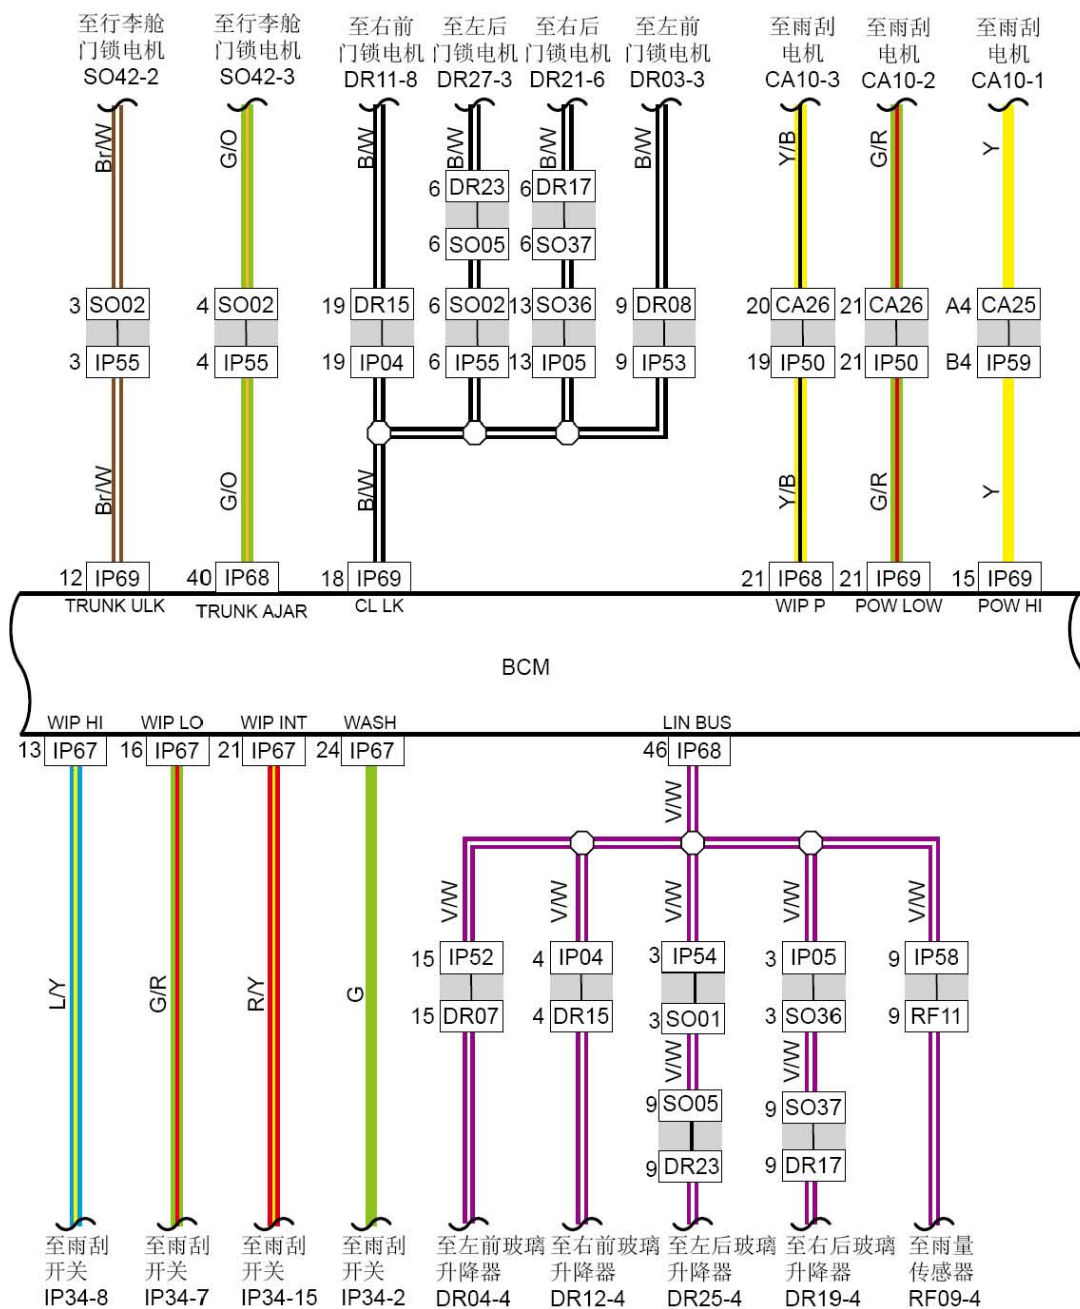 至行李舱 至行李舱 至右前 至左后 至右后 至左前 至雨刮 至雨刮 至雨刮
门锁电机 门锁电机 门锁电机 门锁电机 门锁电机 门锁电机 电机 电机 电机
SO42-2 SO42-3 DR11-8 DR27-3 DR21-6 DR03-3 CA10-3 CA10-2 CA10-1
Br/W G/O B/W B/W B/W B/W Y/B G/R Y
6 DR23 6 DR17
6 SO05 6 SO37
3 SO02 4 SO02 19 DR15 6 SO02 13 SO36 9 DR08 20 CA26 21 CA26 A4 CA25
3 IP55 4 IP55 19 IP04 6 IP55 13 IP05 9 IP53 19 IP50 21 IP50 B4 IP59
Br/W G/O B/W Y/B G/R Y
12 IP69 40 IP68 18 IP69 21 IP68 21 IP69 15 IP69
TRUNK ULK TRUNK AJAR CL LK WIP P POW LOW POW HI
BCM
WIP HI WIP LO WIP INT WASH LIN BUS
13 IP67 16 IP67 21 IP67 24 IP67 46 IP68
V/W
V/W V/W V/W V/W V/W
15 IP52 4 IP04 3 IP54 3 IP05 9 IP58
L/Y G/R R/Y G
15 DR07 4 DR15 3 SO01 3 SO36 9 RF11
V/W V/W
9 SO05 9 SO37
9 DR23 9 DR17
至雨刮 至雨刮 至雨刮 至雨刮 至左前玻璃 至右前玻璃 至左后玻璃 至右后玻璃 至雨量
开关 开关 开关 开关 升降器 升降器 升降器 升降器 传感器
IP34-8 IP34-7 IP34-15 IP34-2 DR04-4 DR12-4 DR25-4 DR19-4 RF09-4